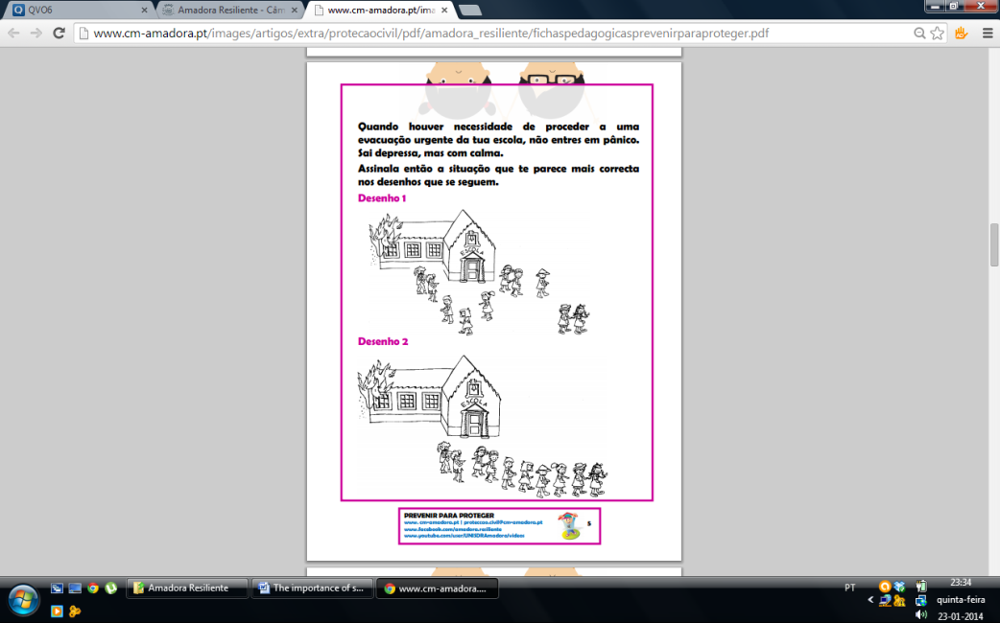 QVO6
Amadora Resiliente - Câm
www.cm-amadora.pt/ima
www.cm-amadora.pt/images/artigos/extra/protecaocivil/pdf/amadora_resiliente/fichaspedagogicasprevenirparaproteger.pdf
Quando houver necessidade de proceder a uma
evacuação urgente da tua escola, não entres em pânico.
Sai depressa, mas com calma.
Assinala então a situação que te parece mais correcta
nos desenhos que se seguem.
Desenho 1
ESCOLA
Desenho 2
ESCOLA
PREVENIR PARA PROTEGER
www. cm-amadora.pt | proteccao.civil@cm-amadora.pt
www.facebook.com/amadora.resiliente
www.youtube.com/user/UNISDRAmadora/videos
5
Amadora Resiliente
The importance of s...
www.cm-amadora....
PT
23:34
quinta-feira
23-01-2014